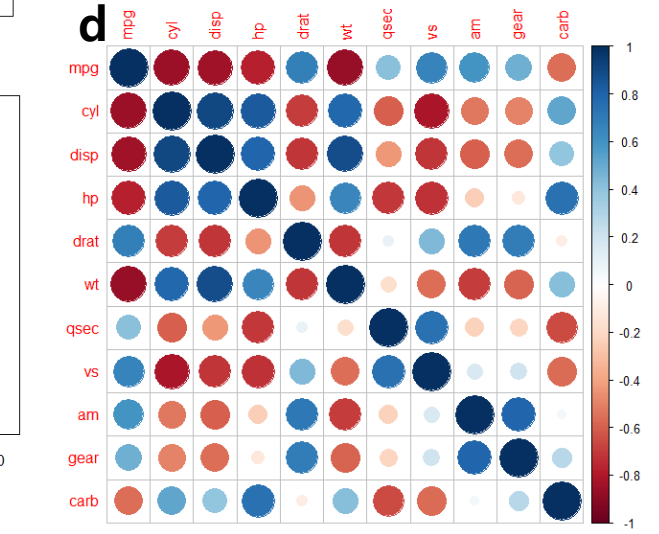 d
mpg cyl disp hp drat wt qsec vs am gear carb
mpg
cyl
disp
hp
drat
wt
qsec
vs
am
gear
carb
1
0.8
0.6
0.4
0.2
0
-0.2
-0.4
-0.6
-0.8
-1
0